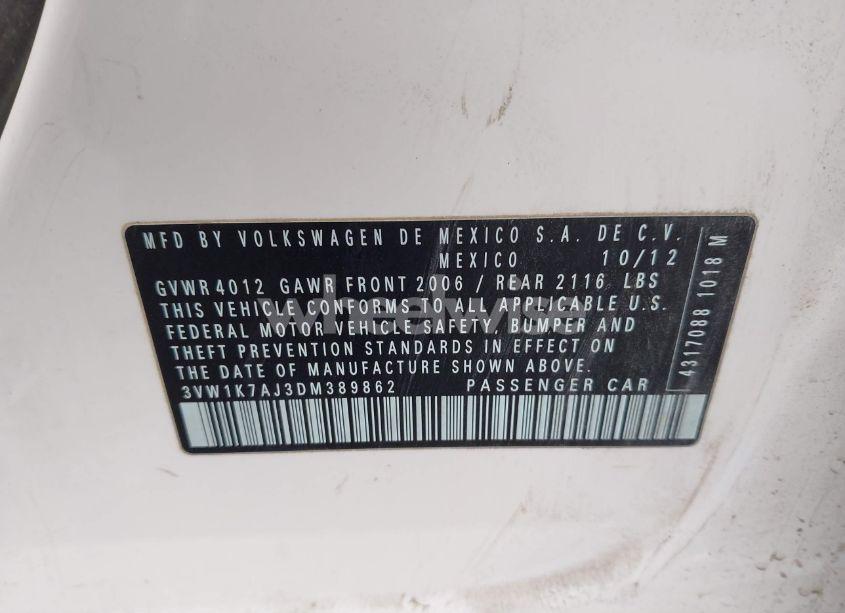 MFD BY VOLKSWAGEN DE MEXICO S.A. DE C.V.
MEXICO 10/12
GVWR 4012 GAWR FRONT 2006 / REAR 2116 LBS
THIS VEHICLE CONFORMS TO ALL APPLICABLE U.S.
FEDERAL MOTOR VEHICLE SAFETY, BUMPER AND
THEFT PREVENTION STANDARDS IN EFFECT ON
THE DATE OF MANUFACTURE SHOWN ABOVE.
3VW1K7AJ3DM389862 PASSENGER CAR
4317088 1018 M
wheelwise